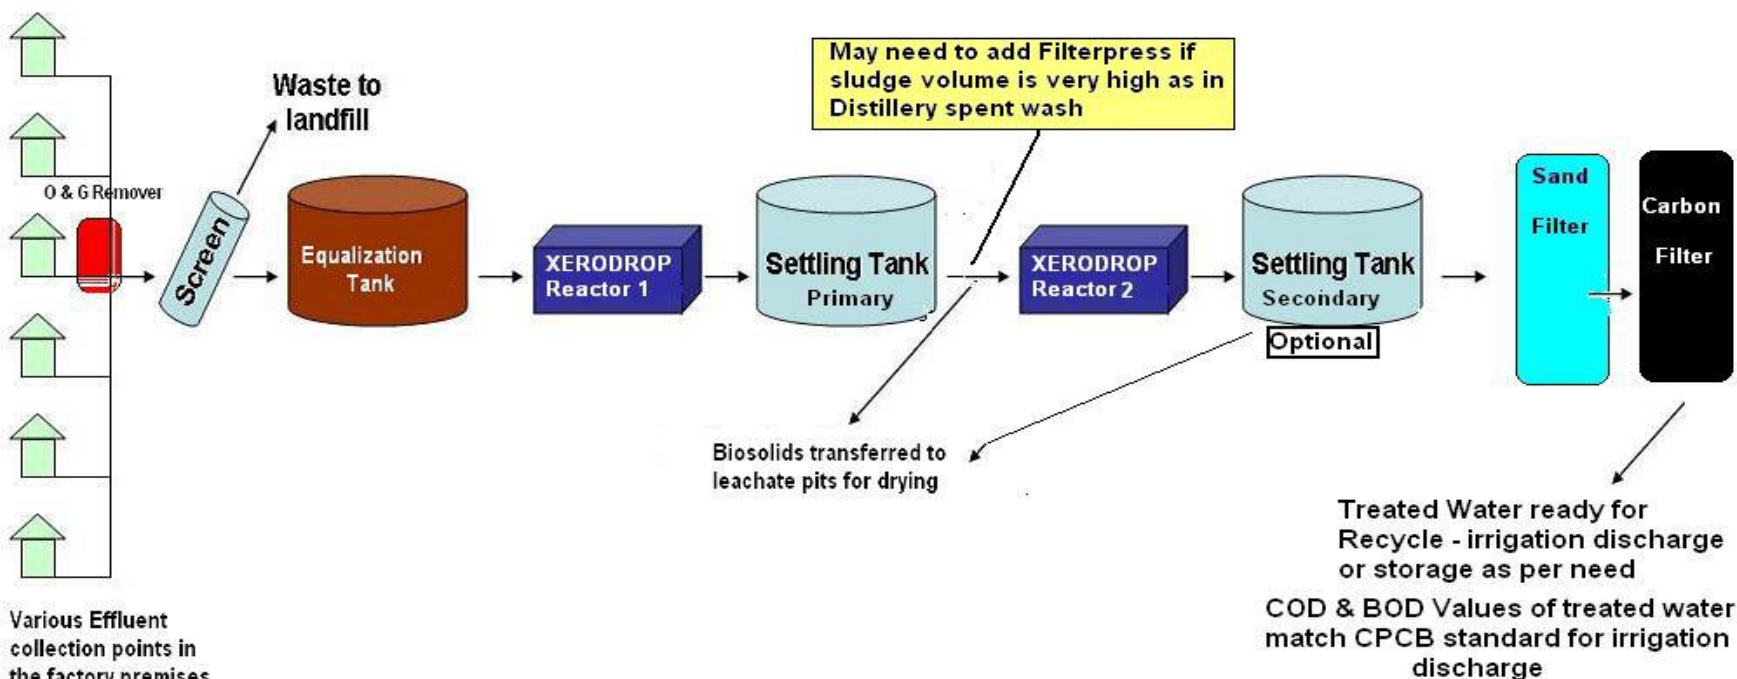 May need to add Filterpress if
sludge volume is very high as in
Distillery spent wash
Waste to
landfill
O & G Remover
Screen
Equalization
Tank
XERODROP
Reactor 1
Settling Tank
Primary
XERODROP
Reactor 2
Settling Tank
Secondary
Optional
Sand
Filter
Carbon
Filter
Biosolids transferred to
leachate pits for drying
Treated Water ready for
Recycle - irrigation discharge
or storage as per need
COD & BOD Values of treated water
match CPCB standard for irrigation
discharge
Various Effluent
collection points in
the factory premises